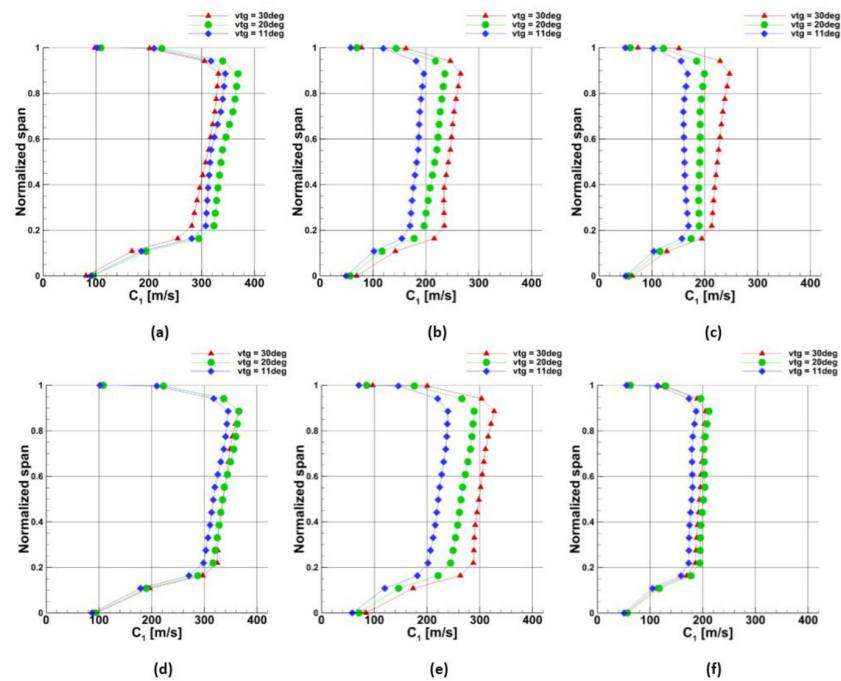 vtg = 30deg
vtg = 20deg
vtg = 11deg
Normalized span
1
0.8
0.6
0.4
0.2
0
0 100 200 300 400
C₁ [m/s]
(a)
vtg = 30deg
vtg = 20deg
vtg = 11deg
Normalized span
1
0.8
0.6
0.4
0.2
0
0 100 200 300 400
C₁ [m/s]
(b)
vtg = 30deg
vtg = 20deg
vtg = 11deg
Normalized span
1
0.8
0.6
0.4
0.2
0
0 100 200 300 400
C₁ [m/s]
(c)
vtg = 30deg
vtg = 20deg
vtg = 11deg
Normalized span
1
0.8
0.6
0.4
0.2
0
0 100 200 300 400
C₁ [m/s]
(d)
vtg = 30deg
vtg = 20deg
vtg = 11deg
Normalized span
1
0.8
0.6
0.4
0.2
0
0 100 200 300 400
C₁ [m/s]
(e)
vtg = 30deg
vtg = 20deg
vtg = 11deg
Normalized span
1
0.8
0.6
0.4
0.2
0
0 100 200 300 400
C₁ [m/s]
(f)